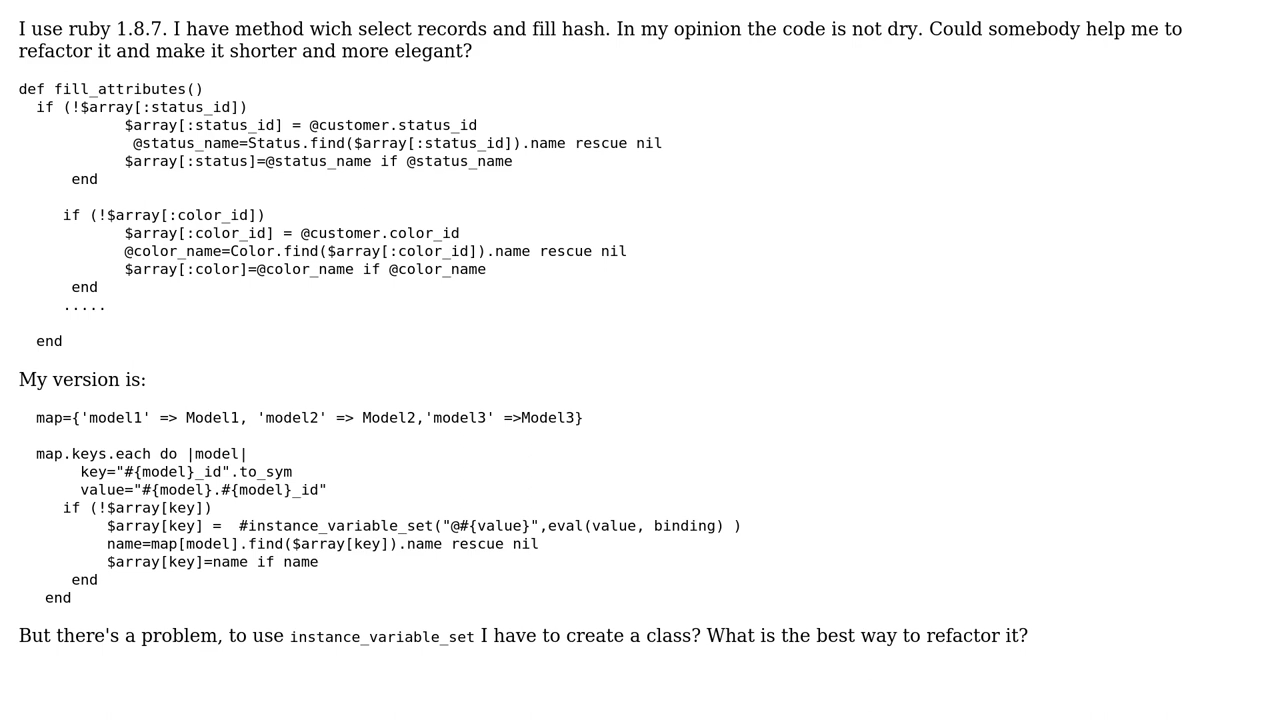 I use ruby 1.8.7. I have method wich select records and fill hash. In my opinion the code is not dry. Could somebody help me to
refactor it and make it shorter and more elegant?
def fill_attributes()
  if (!$array[:status_id])
            $array[:status_id] = @customer.status_id
             @status_name=Status.find($array[:status_id]).name rescue nil
            $array[:status]=@status_name if @status_name
      end
     if (!$array[:color_id])
            $array[:color_id] = @customer.color_id
            @color_name=Color.find($array[:color_id]).name rescue nil
            $array[:color]=@color_name if @color_name
      end
     .....
  end
My version is:
  map={'model1' => Model1, 'model2' => Model2,'model3' =>Model3}
  map.keys.each do |model|
       key="#{model}_id".to_sym
       value="#{model}.#{model}_id"
     if (!$array[key])
          $array[key] =  #instance_variable_set("@#{value}",eval(value, binding) )
          name=map[model].find($array[key]).name rescue nil
          $array[key]=name if name
      end
   end
But there's a problem, to use instance_variable_set I have to create a class? What is the best way to refactor it?